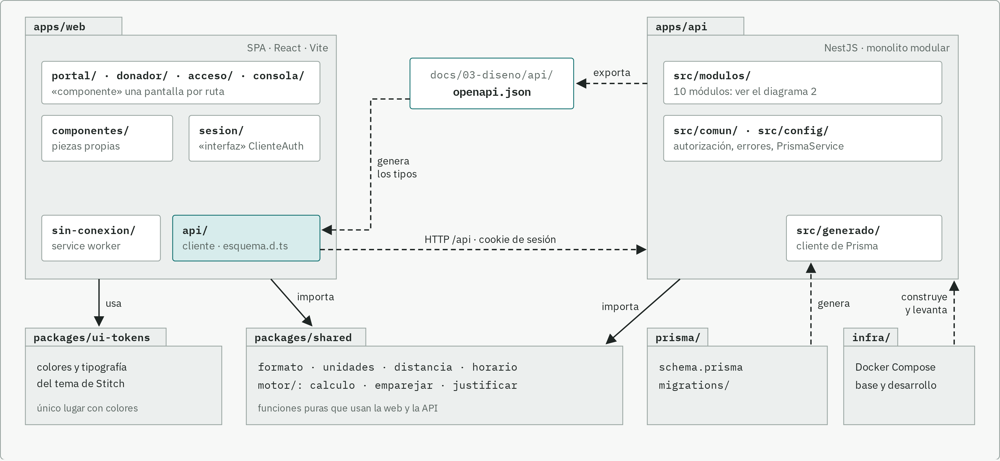 apps/web
SPA · React · Vite
portal/ · donador/ · acceso/ · consola/
«componente» una pantalla por ruta
componentes/
piezas propias
sesion/
«interfaz» ClienteAuth
sin-conexion/
service worker
api/
cliente · esquema.d.ts
docs/03-diseno/api/
openapi.json
exporta
genera
los tipos
HTTP /api · cookie de sesión
apps/api
NestJS · monolito modular
src/modulos/
10 módulos: ver el diagrama 2
src/comun/ · src/config/
autorización, errores, PrismaService
src/generado/
cliente de Prisma
usa
importa
importa
genera
construye
y levanta
packages/ui-tokens
colores y tipografía
del tema de Stitch
único lugar con colores
packages/shared
formato · unidades · distancia · horario
motor/: calculo · emparejar · justificar
funciones puras que usan la web y la API
prisma/
schema.prisma
migrations/
infra/
Docker Compose
base y desarrollo